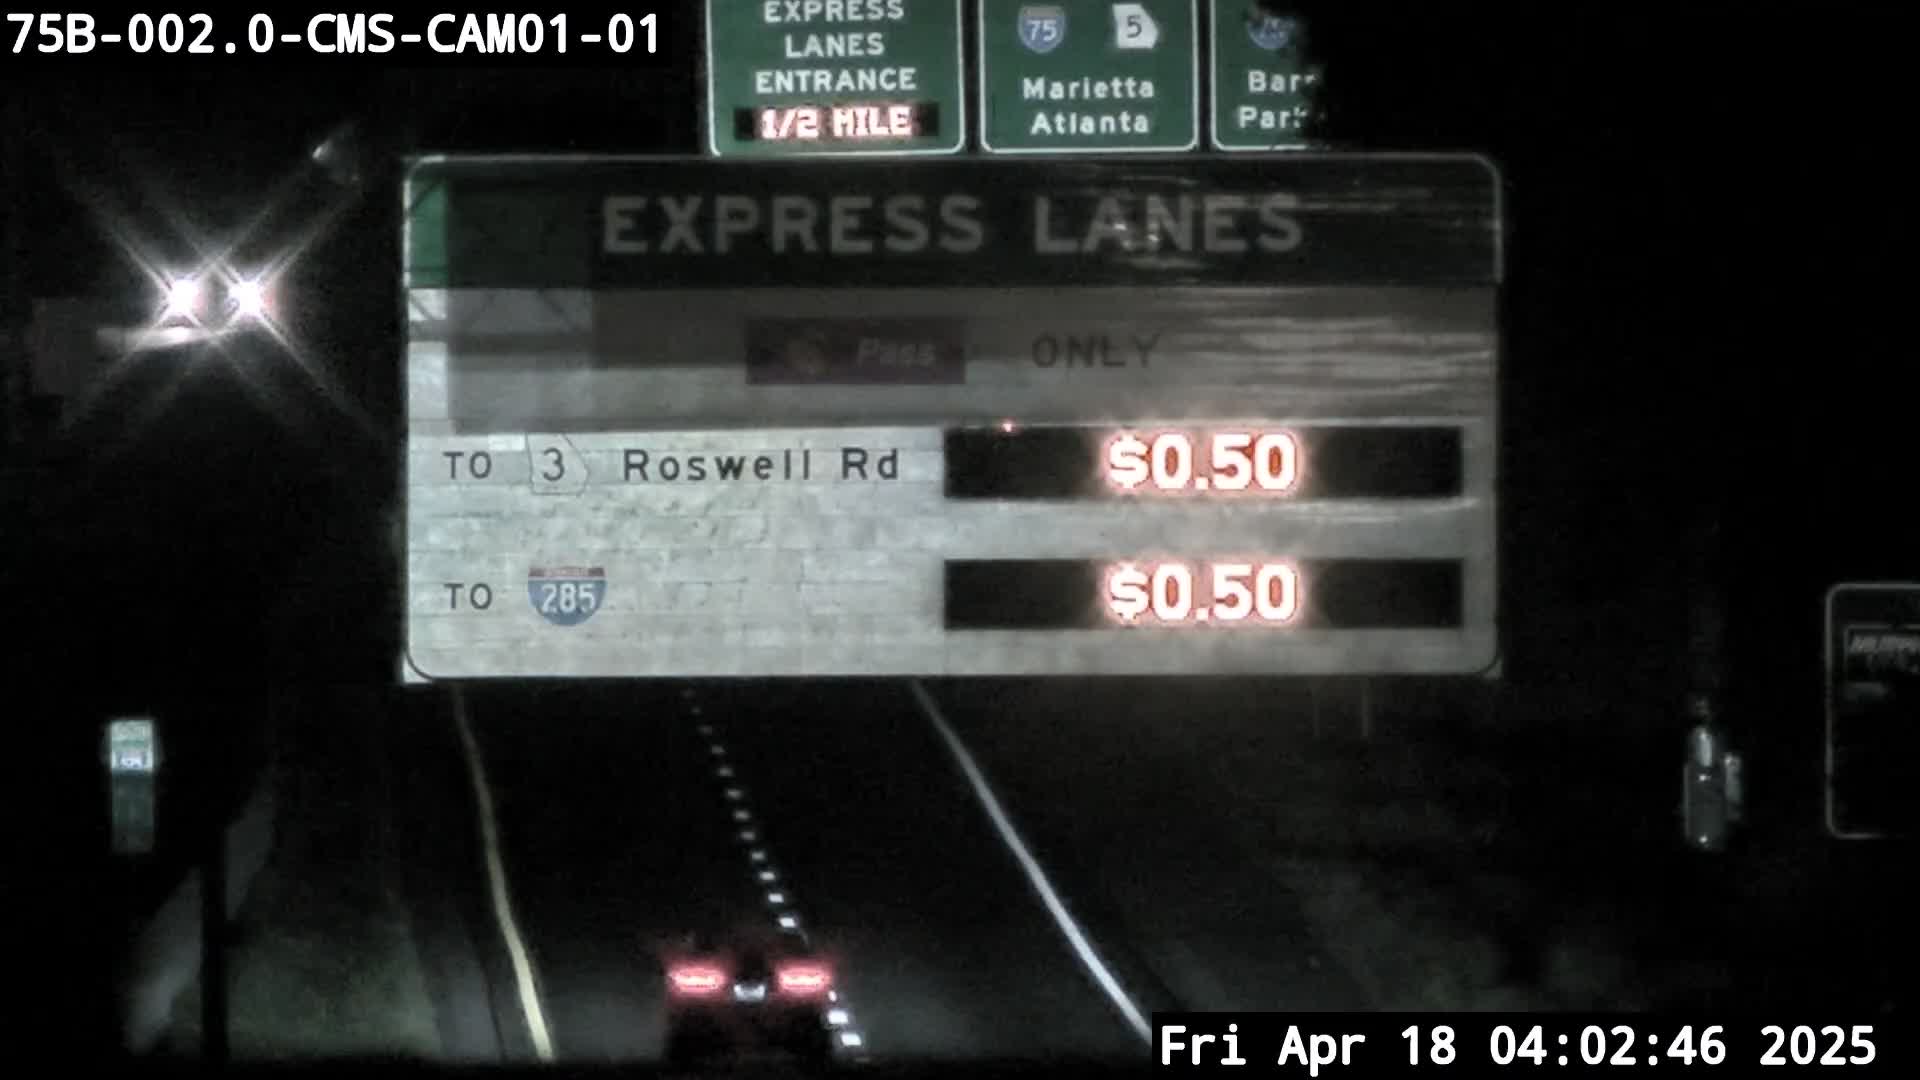 75B-002.0-CMS-CAM01-01
EXPRESS
LANES
ENTRANCE
1/2 MILE
75 5
Marietta
Atlanta
EXPRESS LANES
Pass ONLY
TO 3 Roswell Rd $0.50
TO 285 $0.50
Fri Apr 18 04:02:46 2025